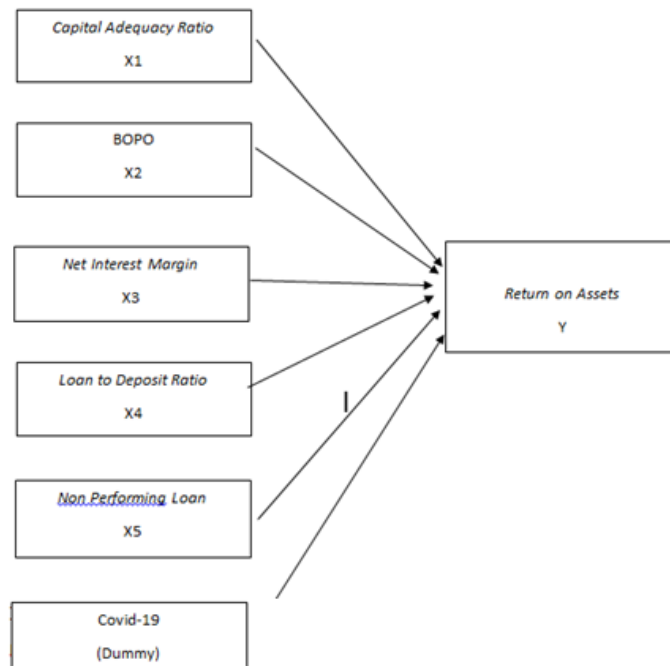 Capital Adequacy Ratio
X1
BOPO
X2
Net Interest Margin
X3
Return on Assets
Y
Loan to Deposit Ratio
X4
Non Performing Loan
X5
Covid-19
(Dummy)